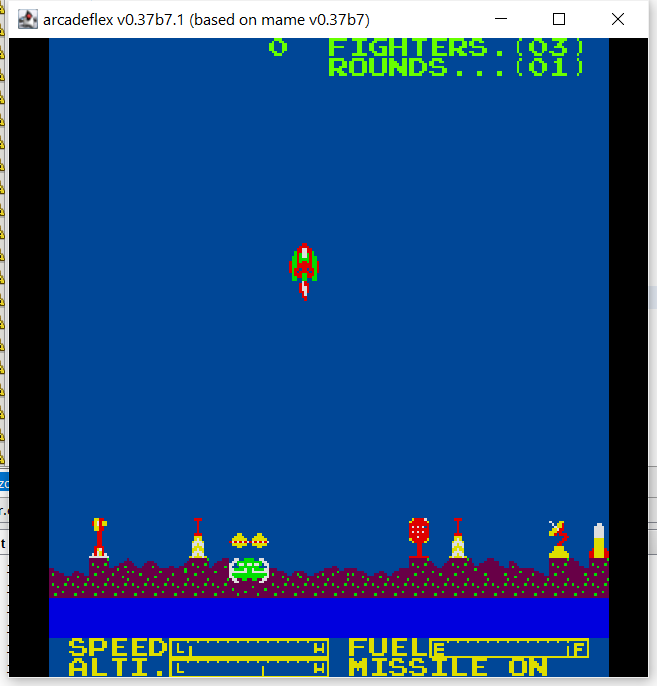 arcadeflex v0.37b7.1 (based on mame v0.37b7)
0 FIGHTERS.(03)
ROUNDS...(01)
SPEED L H FUEL E F
ALTI. L H MISSILE ON